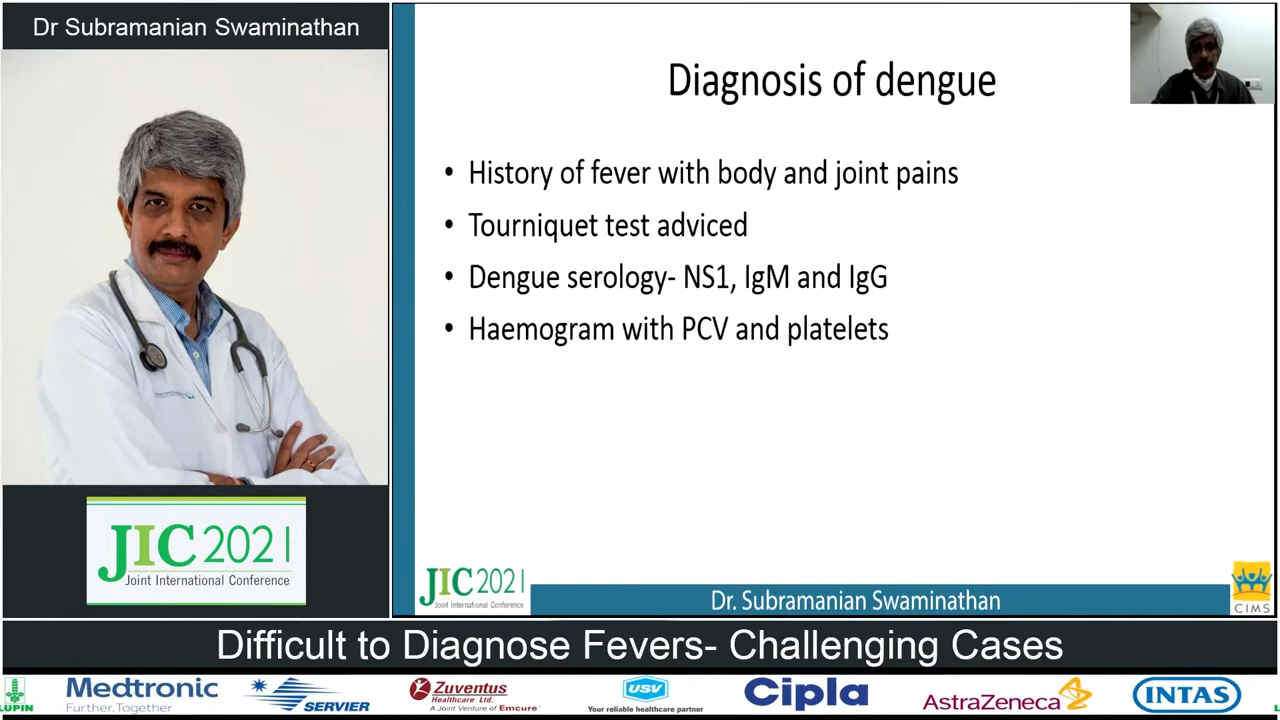 Dr Subramanian Swaminathan
Diagnosis of dengue
• History of fever with body and joint pains
• Tourniquet test adviced
• Dengue serology- NS1, IgM and IgG
• Haemogram with PCV and platelets
JIC 2021
Joint International Conference
JIC 2021
Joint International Conference
Dr. Subramanian Swaminathan
CIMS
Difficult to Diagnose Fevers- Challenging Cases
LUPIN
Medtronic
Further, Together
SERVIER
Zuventus
Healthcare Ltd.
A Joint Venture of Emcure
USV
Your reliable healthcare partner
Cipla
AstraZeneca
INTAS